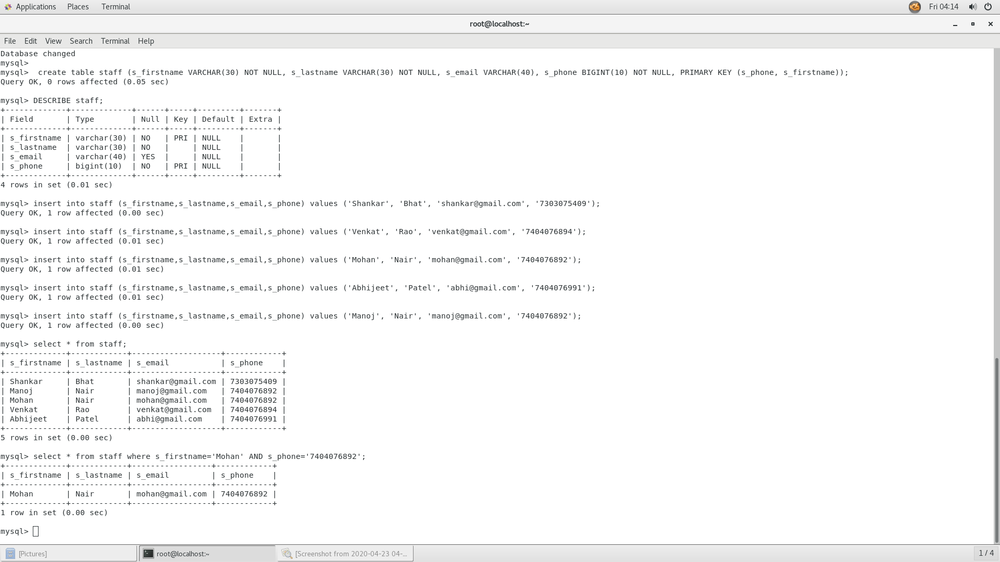 Applications Places Terminal Fri 04:14
root@localhost:~
File Edit View Search Terminal Help
Database changed
mysql>
mysql>  create table staff (s_firstname VARCHAR(30) NOT NULL, s_lastname VARCHAR(30) NOT NULL, s_email VARCHAR(40), s_phone BIGINT(10) NOT NULL, PRIMARY KEY (s_phone, s_firstname));
Query OK, 0 rows affected (0.05 sec)

mysql> DESCRIBE staff;
+-------------+-------------+------+-----+---------+-------+
| Field       | Type        | Null | Key | Default | Extra |
+-------------+-------------+------+-----+---------+-------+
| s_firstname | varchar(30) | NO   | PRI | NULL    |       |
| s_lastname  | varchar(30) | NO   |     | NULL    |       |
| s_email     | varchar(40) | YES  |     | NULL    |       |
| s_phone     | bigint(10)  | NO   | PRI | NULL    |       |
+-------------+-------------+------+-----+---------+-------+
4 rows in set (0.01 sec)

mysql> insert into staff (s_firstname,s_lastname,s_email,s_phone) values ('Shankar', 'Bhat', 'shankar@gmail.com', '7303075409');
Query OK, 1 row affected (0.00 sec)

mysql> insert into staff (s_firstname,s_lastname,s_email,s_phone) values ('Venkat', 'Rao', 'venkat@gmail.com', '7404076894');
Query OK, 1 row affected (0.01 sec)

mysql> insert into staff (s_firstname,s_lastname,s_email,s_phone) values ('Mohan', 'Nair', 'mohan@gmail.com', '7404076892');
Query OK, 1 row affected (0.01 sec)

mysql> insert into staff (s_firstname,s_lastname,s_email,s_phone) values ('Abhijeet', 'Patel', 'abhi@gmail.com', '7404076991');
Query OK, 1 row affected (0.01 sec)

mysql> insert into staff (s_firstname,s_lastname,s_email,s_phone) values ('Manoj', 'Nair', 'manoj@gmail.com', '7404076892');
Query OK, 1 row affected (0.00 sec)

mysql> select * from staff;
+-------------+------------+-------------------+------------+
| s_firstname | s_lastname | s_email           | s_phone    |
+-------------+------------+-------------------+------------+
| Shankar     | Bhat       | shankar@gmail.com | 7303075409 |
| Manoj       | Nair       | manoj@gmail.com   | 7404076892 |
| Mohan       | Nair       | mohan@gmail.com   | 7404076892 |
| Venkat      | Rao        | venkat@gmail.com  | 7404076894 |
| Abhijeet    | Patel      | abhi@gmail.com    | 7404076991 |
+-------------+------------+-------------------+------------+
5 rows in set (0.00 sec)

mysql> select * from staff where s_firstname='Mohan' AND s_phone='7404076892';
+-------------+------------+-----------------+------------+
| s_firstname | s_lastname | s_email         | s_phone    |
+-------------+------------+-----------------+------------+
| Mohan       | Nair       | mohan@gmail.com | 7404076892 |
+-------------+------------+-----------------+------------+
1 row in set (0.00 sec)

mysql>
[Pictures] root@localhost:~ [Screenshot from 2020-04-23 04-... 1 / 4